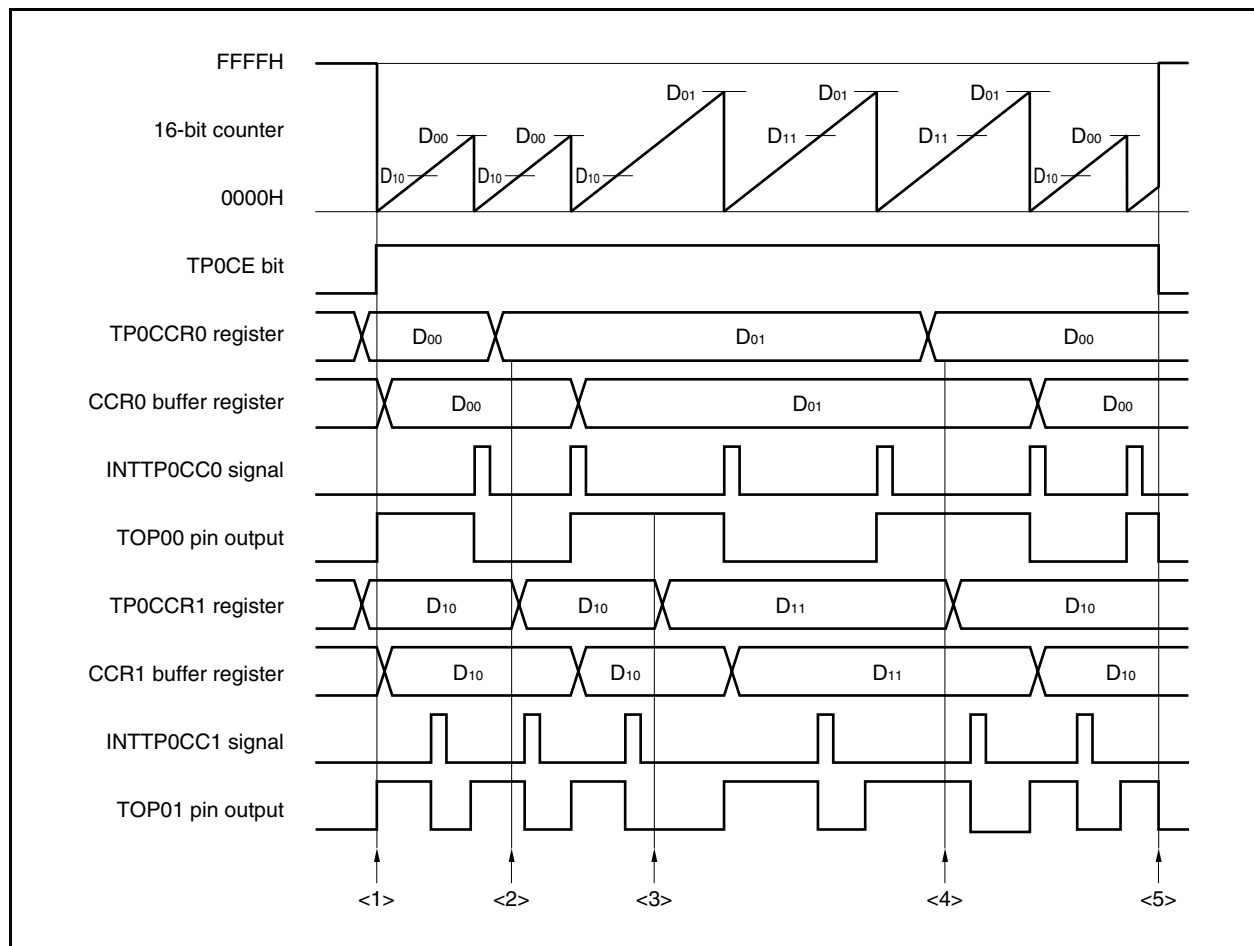 FFFFH
D01 D01 D01
16-bit counter
D00 D00 D11 D11 D00
D10 D10 D10 D10
0000H
TP0CE bit
TP0CCR0 register D00 D01 D00
CCR0 buffer register D00 D01 D00
INTTP0CC0 signal
TOP00 pin output
TP0CCR1 register D10 D10 D11 D10
CCR1 buffer register D10 D10 D11 D10
INTTP0CC1 signal
TOP01 pin output
<1> <2> <3> <4> <5>